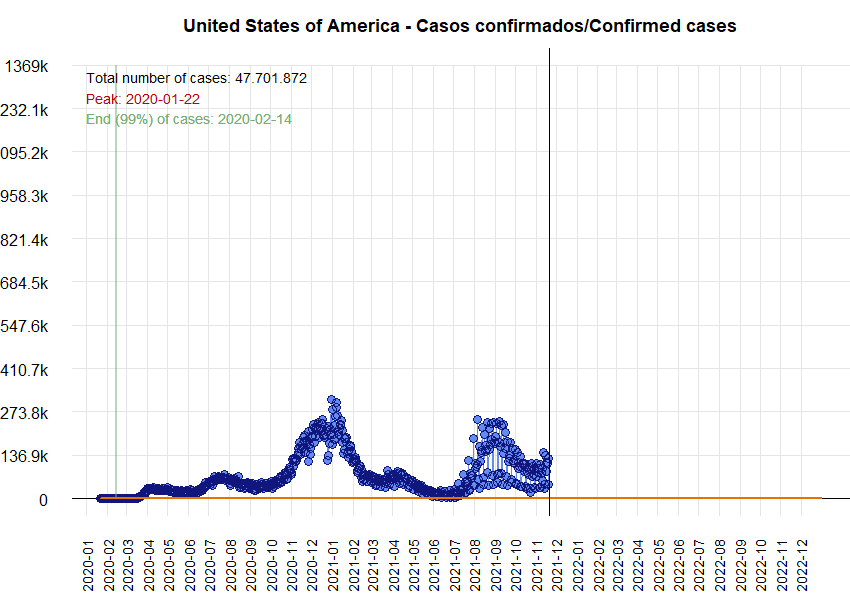 United States of America - Casos confirmados/Confirmed cases
1369k
Total number of cases: 47.701.872
Peak: 2020-01-22
232.1k
End (99%) of cases: 2020-02-14
095.2k
958.3k
821.4k
684.5k
547.6k
410.7k
273.8k
136.9k
0
2020-01
2020-02
2020-03
2020-04
2020-05
2020-06
2020-07
2020-08
2020-09
2020-10
2020-11
2020-12
2021-01
2021-02
2021-03
2021-04
2021-05
2021-06
2021-07
2021-08
2021-09
2021-10
2021-11
2021-12
2022-01
2022-02
2022-03
2022-04
2022-05
2022-06
2022-07
2022-08
2022-09
2022-10
2022-11
2022-12